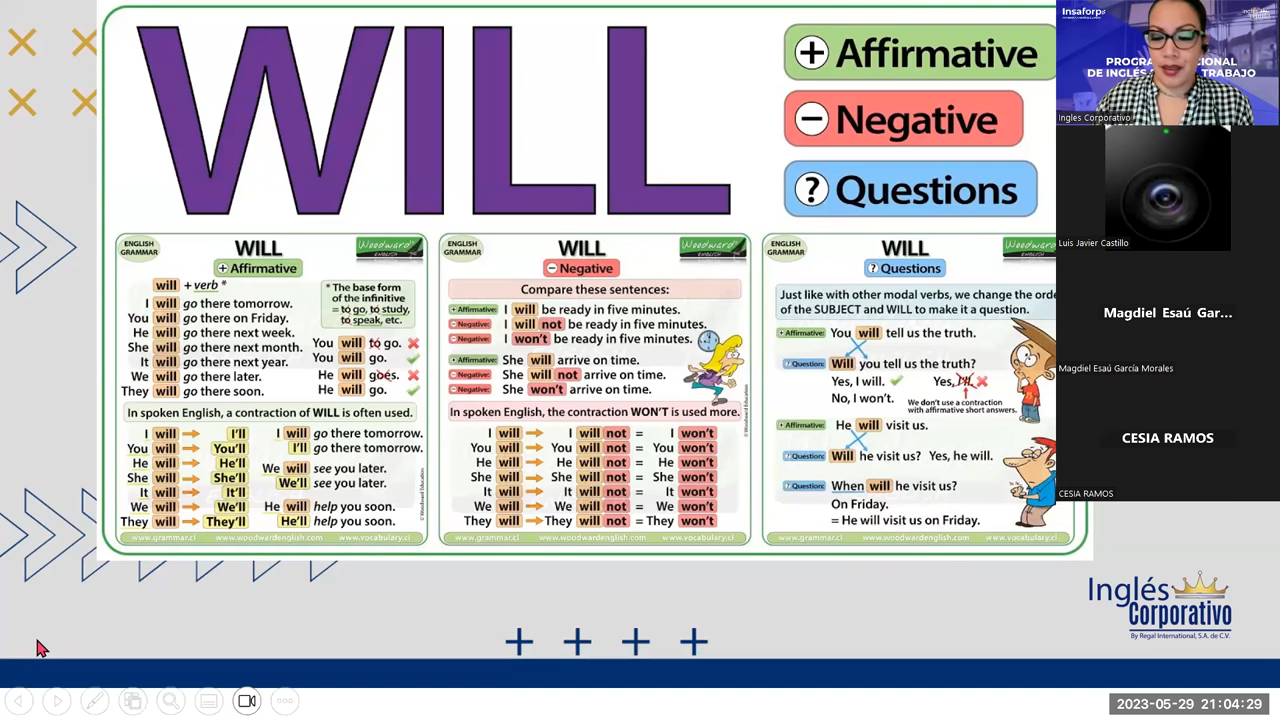 WILL
+ Affirmative
− Negative
? Questions
ENGLISH
GRAMMAR
WILL
Woodward
ENGLISH
+ Affirmative
will + verb *
* The base form
of the infinitive
= to go, to study,
to speak, etc.
I will go there tomorrow.
You will go there on Friday.
He will go there next week.
She will go there next month.
It will go there next year.
We will go there later.
They will go there soon.
You will to go.
You will go.
He will goes.
He will go.
In spoken English, a contraction of WILL is often used.
I will I'll
You will You'll
He will He'll
She will She'll
It will It'll
We will We'll
They will They'll
I will go there tomorrow.
I'll go there tomorrow.
We will see you later.
We'll see you later.
He will help you soon.
He'll help you soon.
© Woodward Education
www.grammar.cl www.woodwardenglish.com www.vocabulary.cl
ENGLISH
GRAMMAR
WILL
Woodward
ENGLISH
− Negative
Compare these sentences:
+ Affirmative: I will be ready in five minutes.
− Negative: I will not be ready in five minutes.
− Negative: I won't be ready in five minutes.
+ Affirmative: She will arrive on time.
− Negative: She will not arrive on time.
− Negative: She won't arrive on time.
In spoken English, the contraction WON'T is used more.
I will I will not = I won't
You will You will not = You won't
He will He will not = He won't
She will She will not = She won't
It will It will not = It won't
We will We will not = We won't
They will They will not = They won't
© Woodward Education
www.grammar.cl www.woodwardenglish.com www.vocabulary.cl
ENGLISH
GRAMMAR
WILL
Woodwar
? Questions
Just like with other modal verbs, we change the orde
of the SUBJECT and WILL to make it a question.
+ Affirmative: You will tell us the truth.
? Question: Will you tell us the truth?
Yes, I will. Yes, I'll.
No, I won't.
We don't use a contraction
with affirmative short answers.
+ Affirmative: He will visit us.
? Question: Will he visit us? Yes, he will.
? Question: When will he visit us?
On Friday.
= He will visit us on Friday.
www.grammar.cl www.woodwardenglish.com www.vocabulary.cl
Insaforp
PROGRA CIONAL
DE INGLÉS TRABAJO
Ingles Corporativo
Luis Javier Castillo
Magdiel Esaú Gar...
Magdiel Esaú García Morales
CESIA RAMOS
CESIA RAMOS
Inglés
Corporativo
By Regal International, S.A. de C.V.
2023-05-29 21:04:29